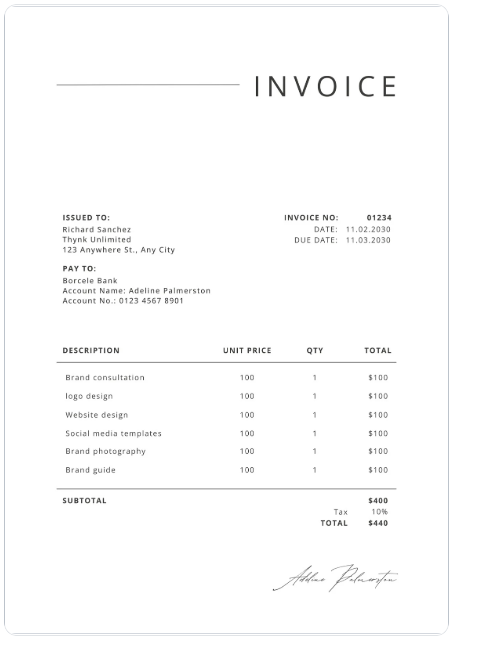 INVOICE
ISSUED TO:
Richard Sanchez
Thynk Unlimited
123 Anywhere St., Any City
INVOICE NO: 01234
DATE: 11.02.2030
DUE DATE: 11.03.2030
PAY TO:
Borcele Bank
Account Name: Adeline Palmerston
Account No.: 0123 4567 8901
DESCRIPTION UNIT PRICE QTY TOTAL
Brand consultation 100 1 $100
logo design 100 1 $100
Website design 100 1 $100
Social media templates 100 1 $100
Brand photography 100 1 $100
Brand guide 100 1 $100
SUBTOTAL $400
Tax 10%
TOTAL $440
Adeline Palmerston